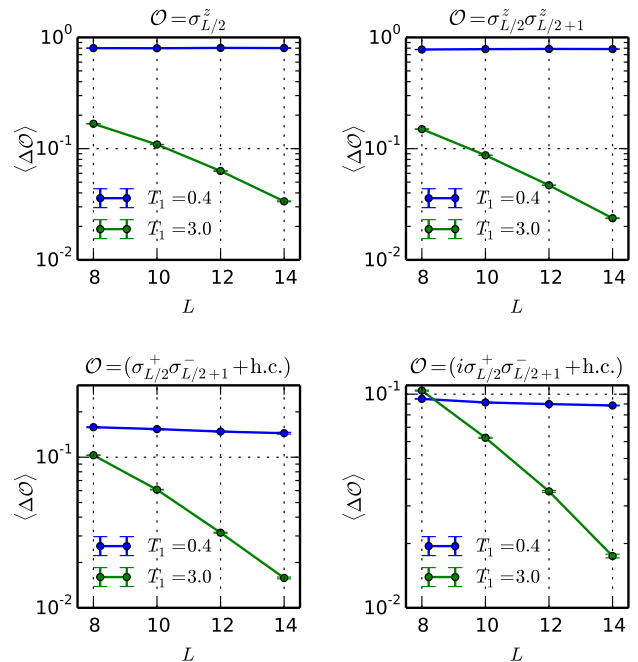 𝒪 = σ^z_{L/2}
10^0
10^{-1}
10^{-2}
⟨Δ𝒪⟩
T_1 = 0.4
T_1 = 3.0
8 10 12 14
L
𝒪 = σ^z_{L/2} σ^z_{L/2+1}
10^0
10^{-1}
10^{-2}
⟨Δ𝒪⟩
T_1 = 0.4
T_1 = 3.0
8 10 12 14
L
𝒪 = (σ^+_{L/2} σ^-_{L/2+1} + h.c.)
10^{-1}
10^{-2}
⟨Δ𝒪⟩
T_1 = 0.4
T_1 = 3.0
8 10 12 14
L
𝒪 = (iσ^+_{L/2} σ^-_{L/2+1} + h.c.)
10^{-1}
10^{-2}
⟨Δ𝒪⟩
T_1 = 0.4
T_1 = 3.0
8 10 12 14
L